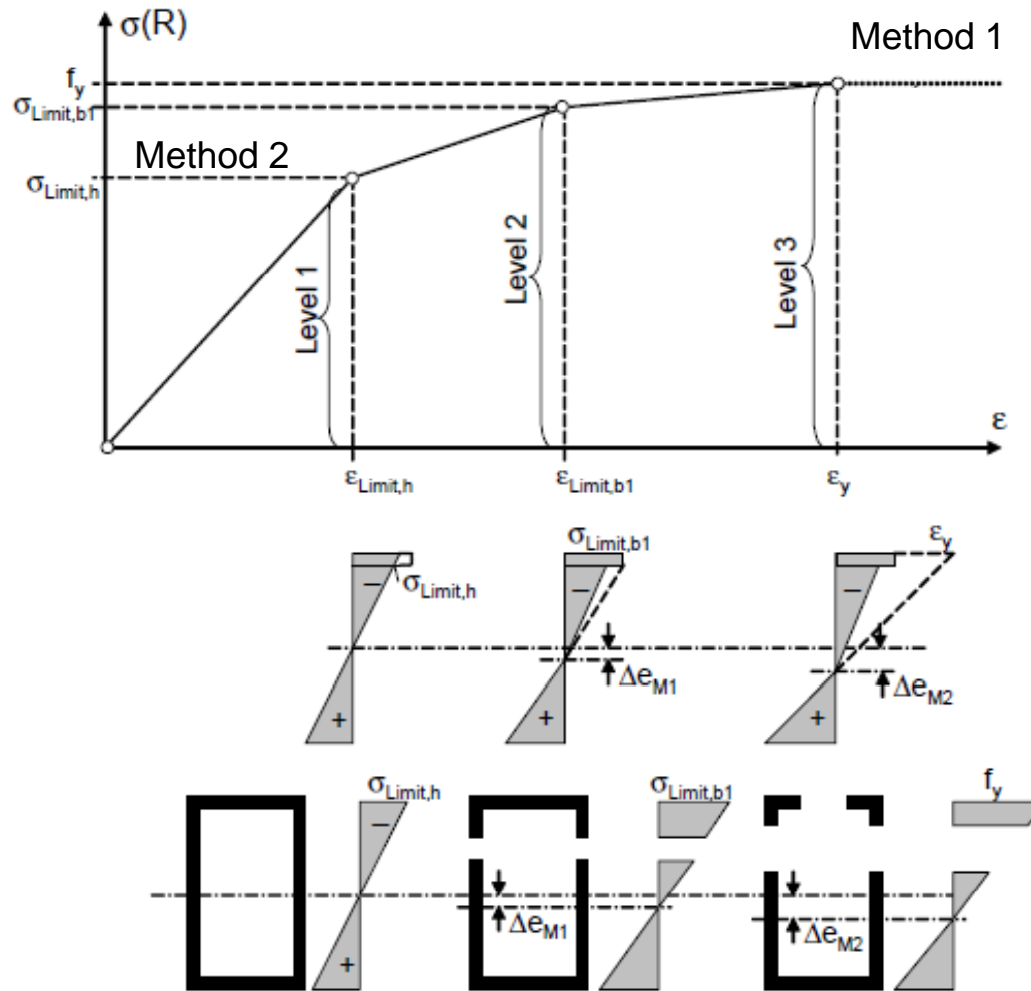 σ(R)
Method 1
f_y
σ_Limit,b1
Method 2
σ_Limit,h
Level 1
Level 2
Level 3
ε
ε_Limit,h
ε_Limit,b1
ε_y
σ_Limit,b1
ε_y
− σ_Limit,h
−
−
Δe_M1
Δe_M2
+
+
+
σ_Limit,h
σ_Limit,b1
f_y
−
Δe_M1
Δe_M2
+